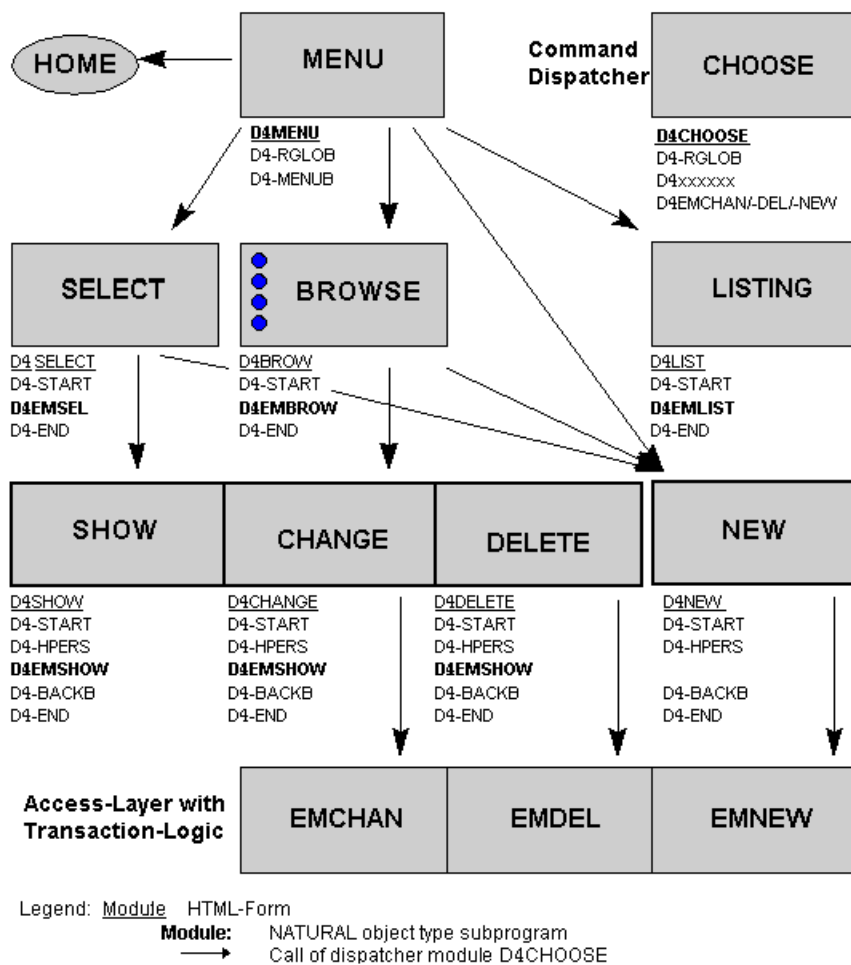 HOME
MENU
Command
Dispatcher
CHOOSE
D4MENU
D4-RGLOB
D4-MENUB
D4CHOOSE
D4-RGLOB
D4xxxxxx
D4EMCHAN/-DEL/-NEW
SELECT
BROWSE
LISTING
D4 SELECT
D4-START
D4EMSEL
D4-END
D4BROW
D4-START
D4EMBROW
D4-END
D4LIST
D4-START
D4EMLIST
D4-END
SHOW
CHANGE
DELETE
NEW
D4SHOW
D4-START
D4-HPERS
D4EMSHOW
D4-BACKB
D4-END
D4CHANGE
D4-START
D4-HPERS
D4EMSHOW
D4-BACKB
D4-END
D4DELETE
D4-START
D4-HPERS
D4EMSHOW
D4-BACKB
D4-END
D4NEW
D4-START
D4-HPERS
D4-BACKB
D4-END
Access-Layer with
Transaction-Logic
EMCHAN
EMDEL
EMNEW
Legend: Module HTML-Form
Module: NATURAL object type subprogram
Call of dispatcher module D4CHOOSE